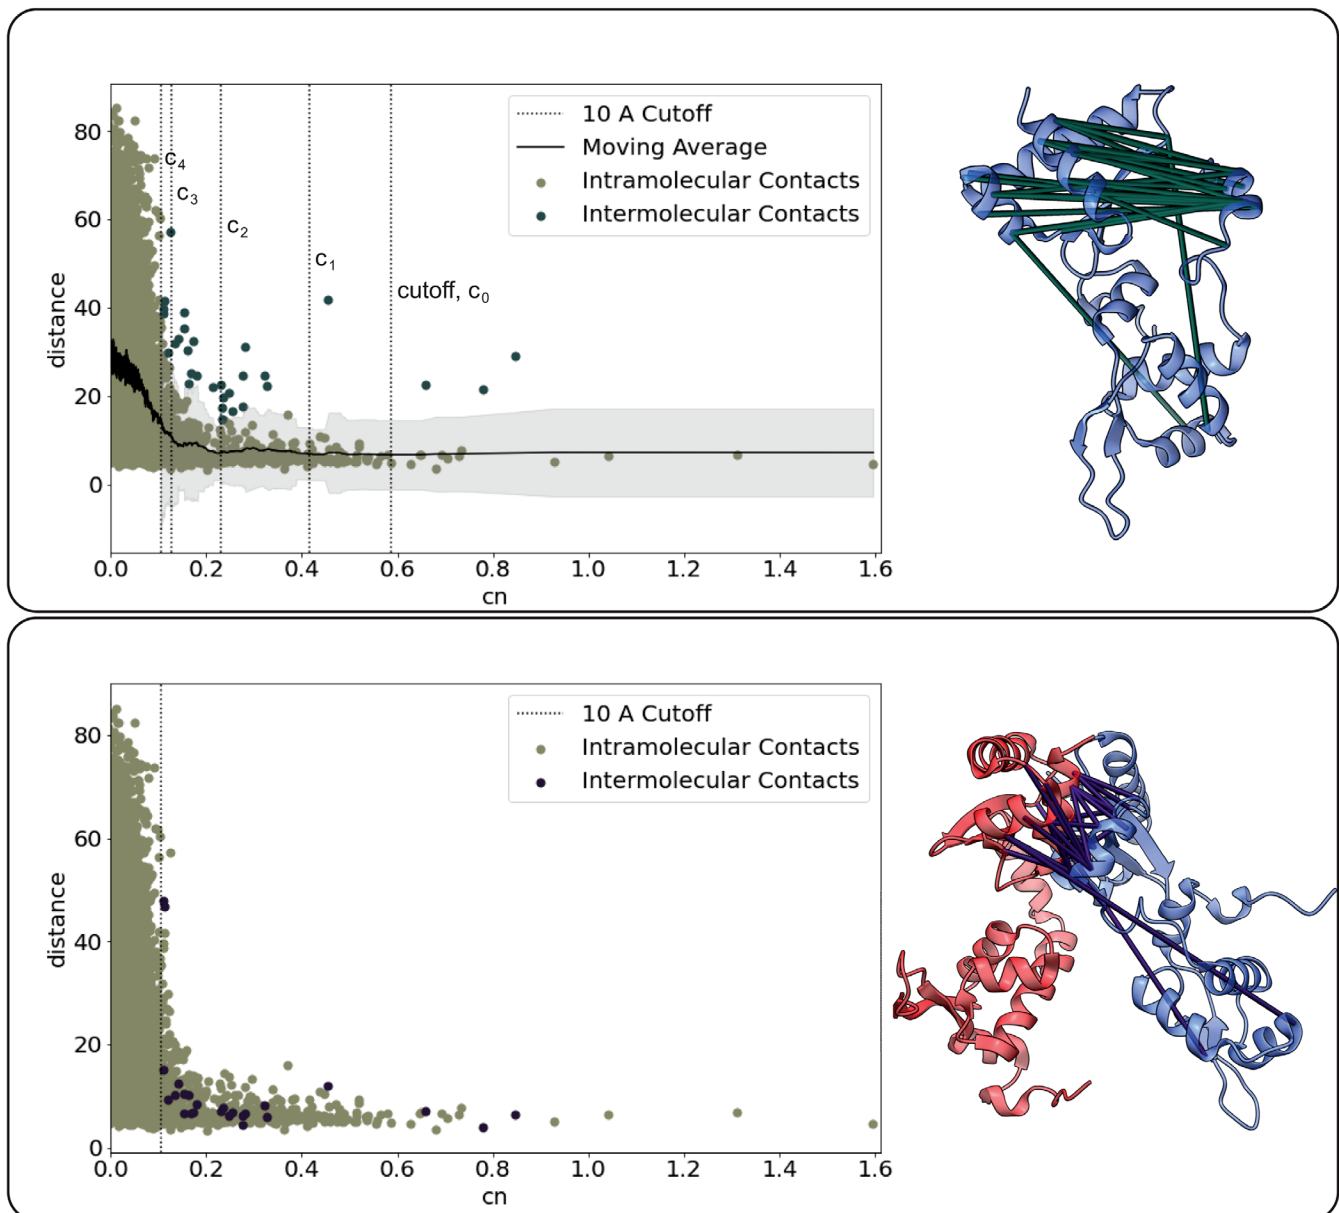 10 A Cutoff
Moving Average
Intramolecular Contacts
Intermolecular Contacts
c4
c3
c2
c1
cutoff, c0
distance
80
60
40
20
0
0.0 0.2 0.4 0.6 0.8 1.0 1.2 1.4 1.6
cn
10 A Cutoff
Intramolecular Contacts
Intermolecular Contacts
distance
80
60
40
20
0
0.0 0.2 0.4 0.6 0.8 1.0 1.2 1.4 1.6
cn